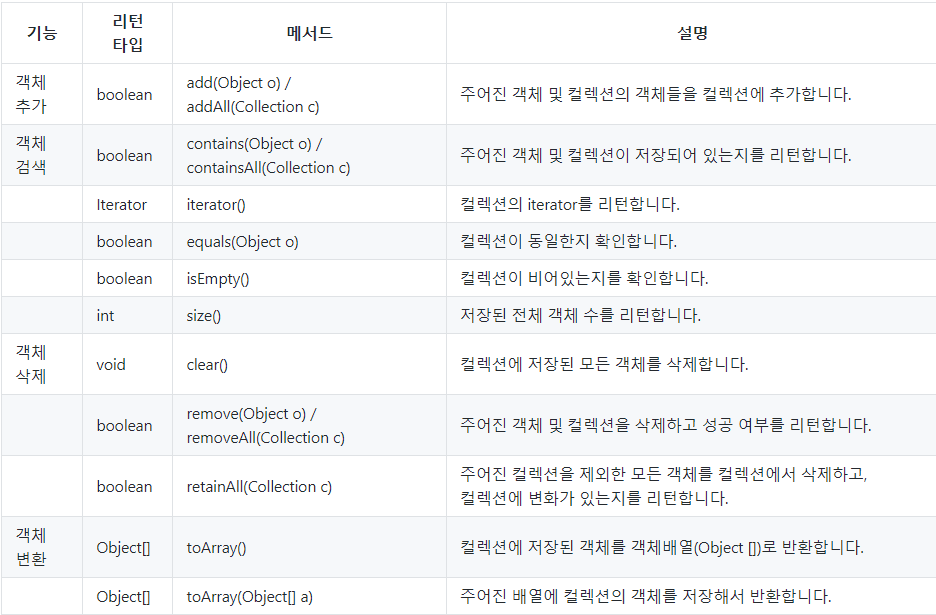 기능
리턴
타입
메서드
설명
객체
추가
boolean
add(Object o) /
addAll(Collection c)
주어진 객체 및 컬렉션의 객체들을 컬렉션에 추가합니다.
객체
검색
boolean
contains(Object o) /
containsAll(Collection c)
주어진 객체 및 컬렉션이 저장되어 있는지를 리턴합니다.
Iterator
iterator()
컬렉션의 iterator를 리턴합니다.
boolean
equals(Object o)
컬렉션이 동일한지 확인합니다.
boolean
isEmpty()
컬렉션이 비어있는지를 확인합니다.
int
size()
저장된 전체 객체 수를 리턴합니다.
객체
삭제
void
clear()
컬렉션에 저장된 모든 객체를 삭제합니다.
boolean
remove(Object o) /
removeAll(Collection c)
주어진 객체 및 컬렉션을 삭제하고 성공 여부를 리턴합니다.
boolean
retainAll(Collection c)
주어진 컬렉션을 제외한 모든 객체를 컬렉션에서 삭제하고,
컬렉션에 변화가 있는지를 리턴합니다.
객체
변환
Object[]
toArray()
컬렉션에 저장된 객체를 객체배열(Object [])로 반환합니다.
Object[]
toArray(Object[] a)
주어진 배열에 컬렉션의 객체를 저장해서 반환합니다.